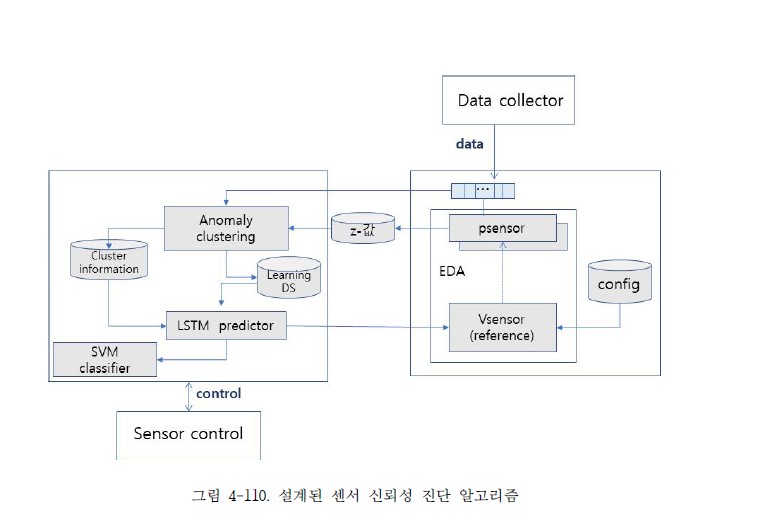 Data collector
data
...
Anomaly
clustering
z-값
psensor
Cluster
information
Learning
DS
EDA
config
LSTM predictor
Vsensor
(reference)
SVM
classifier
control
Sensor control
그림 4-110. 설계된 센서 신뢰성 진단 알고리즘